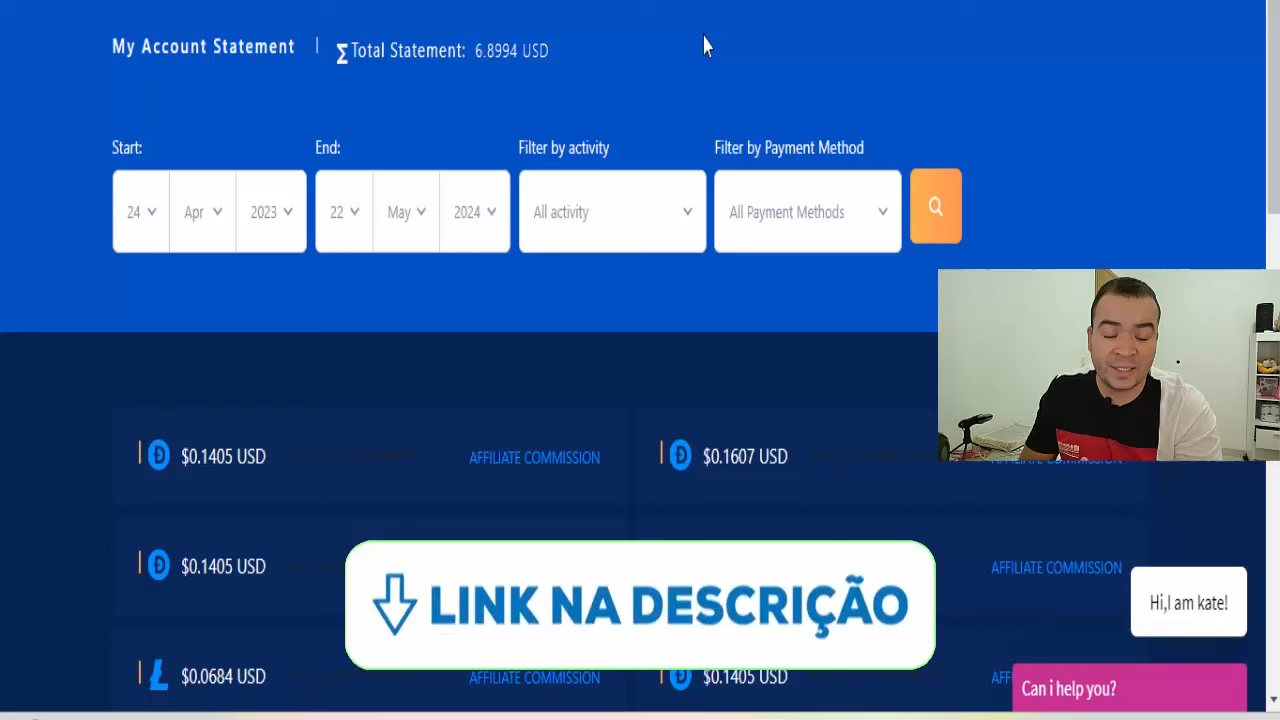 My Account Statement | ∑ Total Statement: 6.8994 USD
Start: End: Filter by activity Filter by Payment Method
24 Apr 2023 22 May 2024 All activity All Payment Methods
$0.1405 USD AFFILIATE COMMISSION $0.1607 USD
$0.1405 USD AFFILIATE COMMISSION
Hi,I am kate!
LINK NA DESCRIÇÃO
$0.0684 USD AFFILIATE COMMISSION $0.1405 USD AFF
Can i help you?